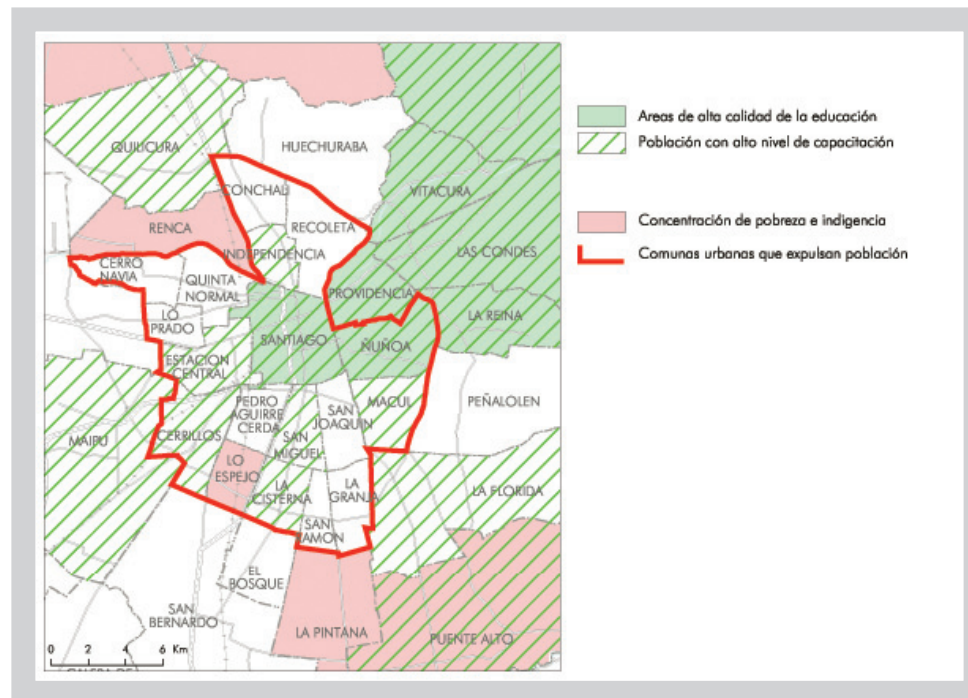 QUILICURA
HUECHURABA
CONCHALI
VITACURA
RENCA
RECOLETA
INDEPENDENCIA
LAS CONDES
CERRO
NAVIA
QUINTA
NORMAL
PROVIDENCIA
LO
PRADO
LA REINA
SANTIAGO
ÑUÑOA
ESTACION
CENTRAL
PEDRO
AGUIRRE
CERDA
MACUL
PEÑALOLEN
SAN
JOAQUIN
MAIPU
CERRILLOS
SAN
MIGUEL
LO
ESPEJO
LA
CISTERNA
LA
GRANJA
LA FLORIDA
SAN
RAMON
EL
BOSQUE
SAN
BERNARDO
LA PINTANA
PUENTE ALTO
0 2 4 6 Km
CALERA DE
Areas de alta calidad de la educación
Población con alto nivel de capacitación
Concentración de pobreza e indigencia
Comunas urbanas que expulsan población